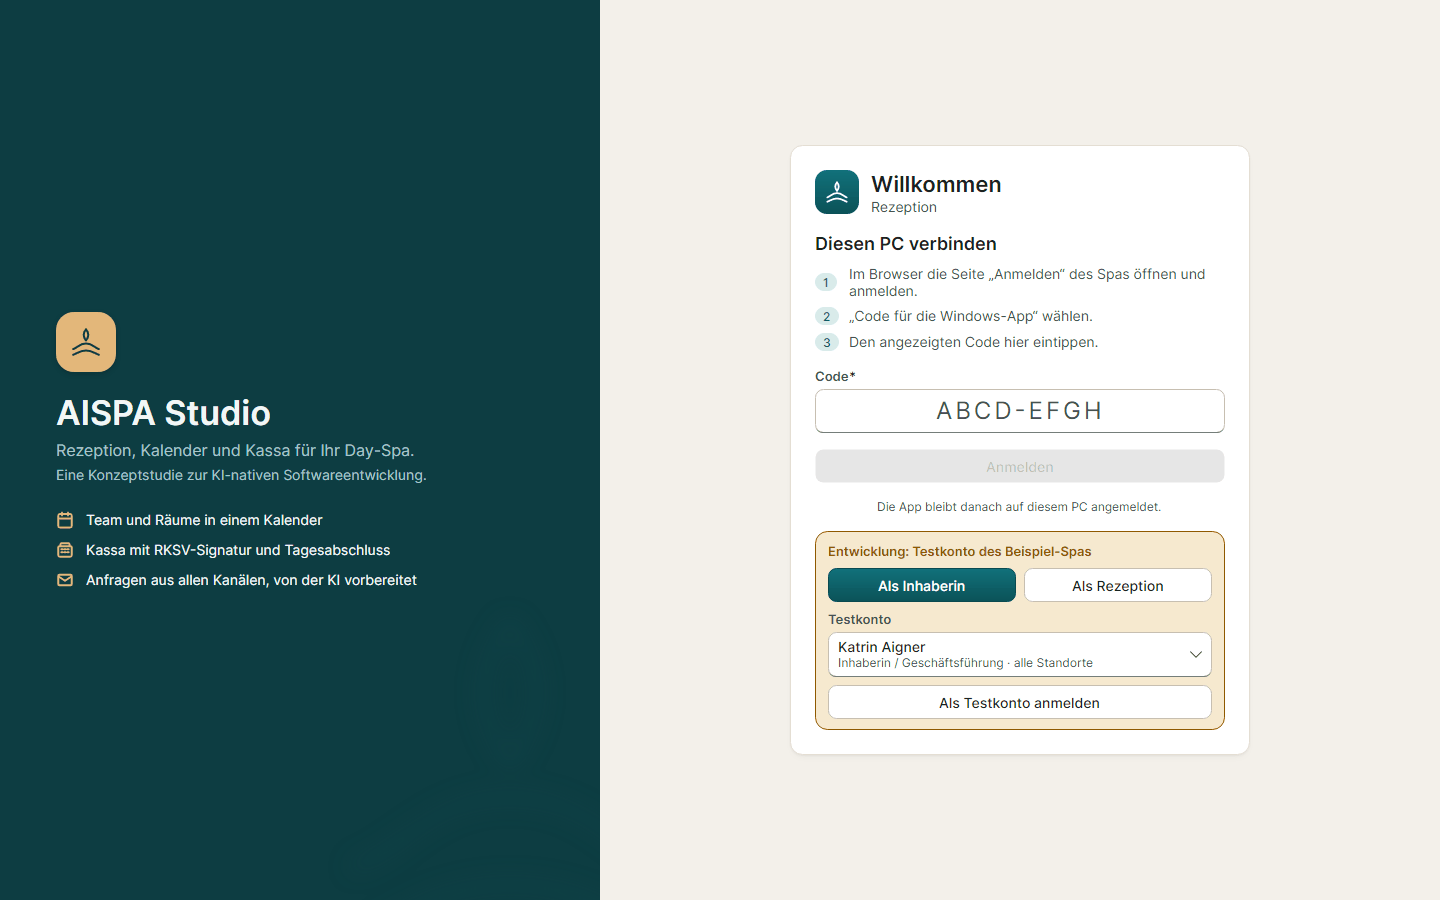 AISPA Studio
Rezeption, Kalender und Kassa für Ihr Day-Spa.
Eine Konzeptstudie zur KI-nativen Softwareentwicklung.
Team und Räume in einem Kalender
Kassa mit RKSV-Signatur und Tagesabschluss
Anfragen aus allen Kanälen, von der KI vorbereitet
Willkommen
Rezeption
Diesen PC verbinden
1 Im Browser die Seite „Anmelden“ des Spas öffnen und
anmelden.
2 „Code für die Windows-App“ wählen.
3 Den angezeigten Code hier eintippen.
Code*
ABCD-EFGH
Anmelden
Die App bleibt danach auf diesem PC angemeldet.
Entwicklung: Testkonto des Beispiel-Spas
Als Inhaberin
Als Rezeption
Testkonto
Katrin Aigner
Inhaberin / Geschäftsführung · alle Standorte
Als Testkonto anmelden